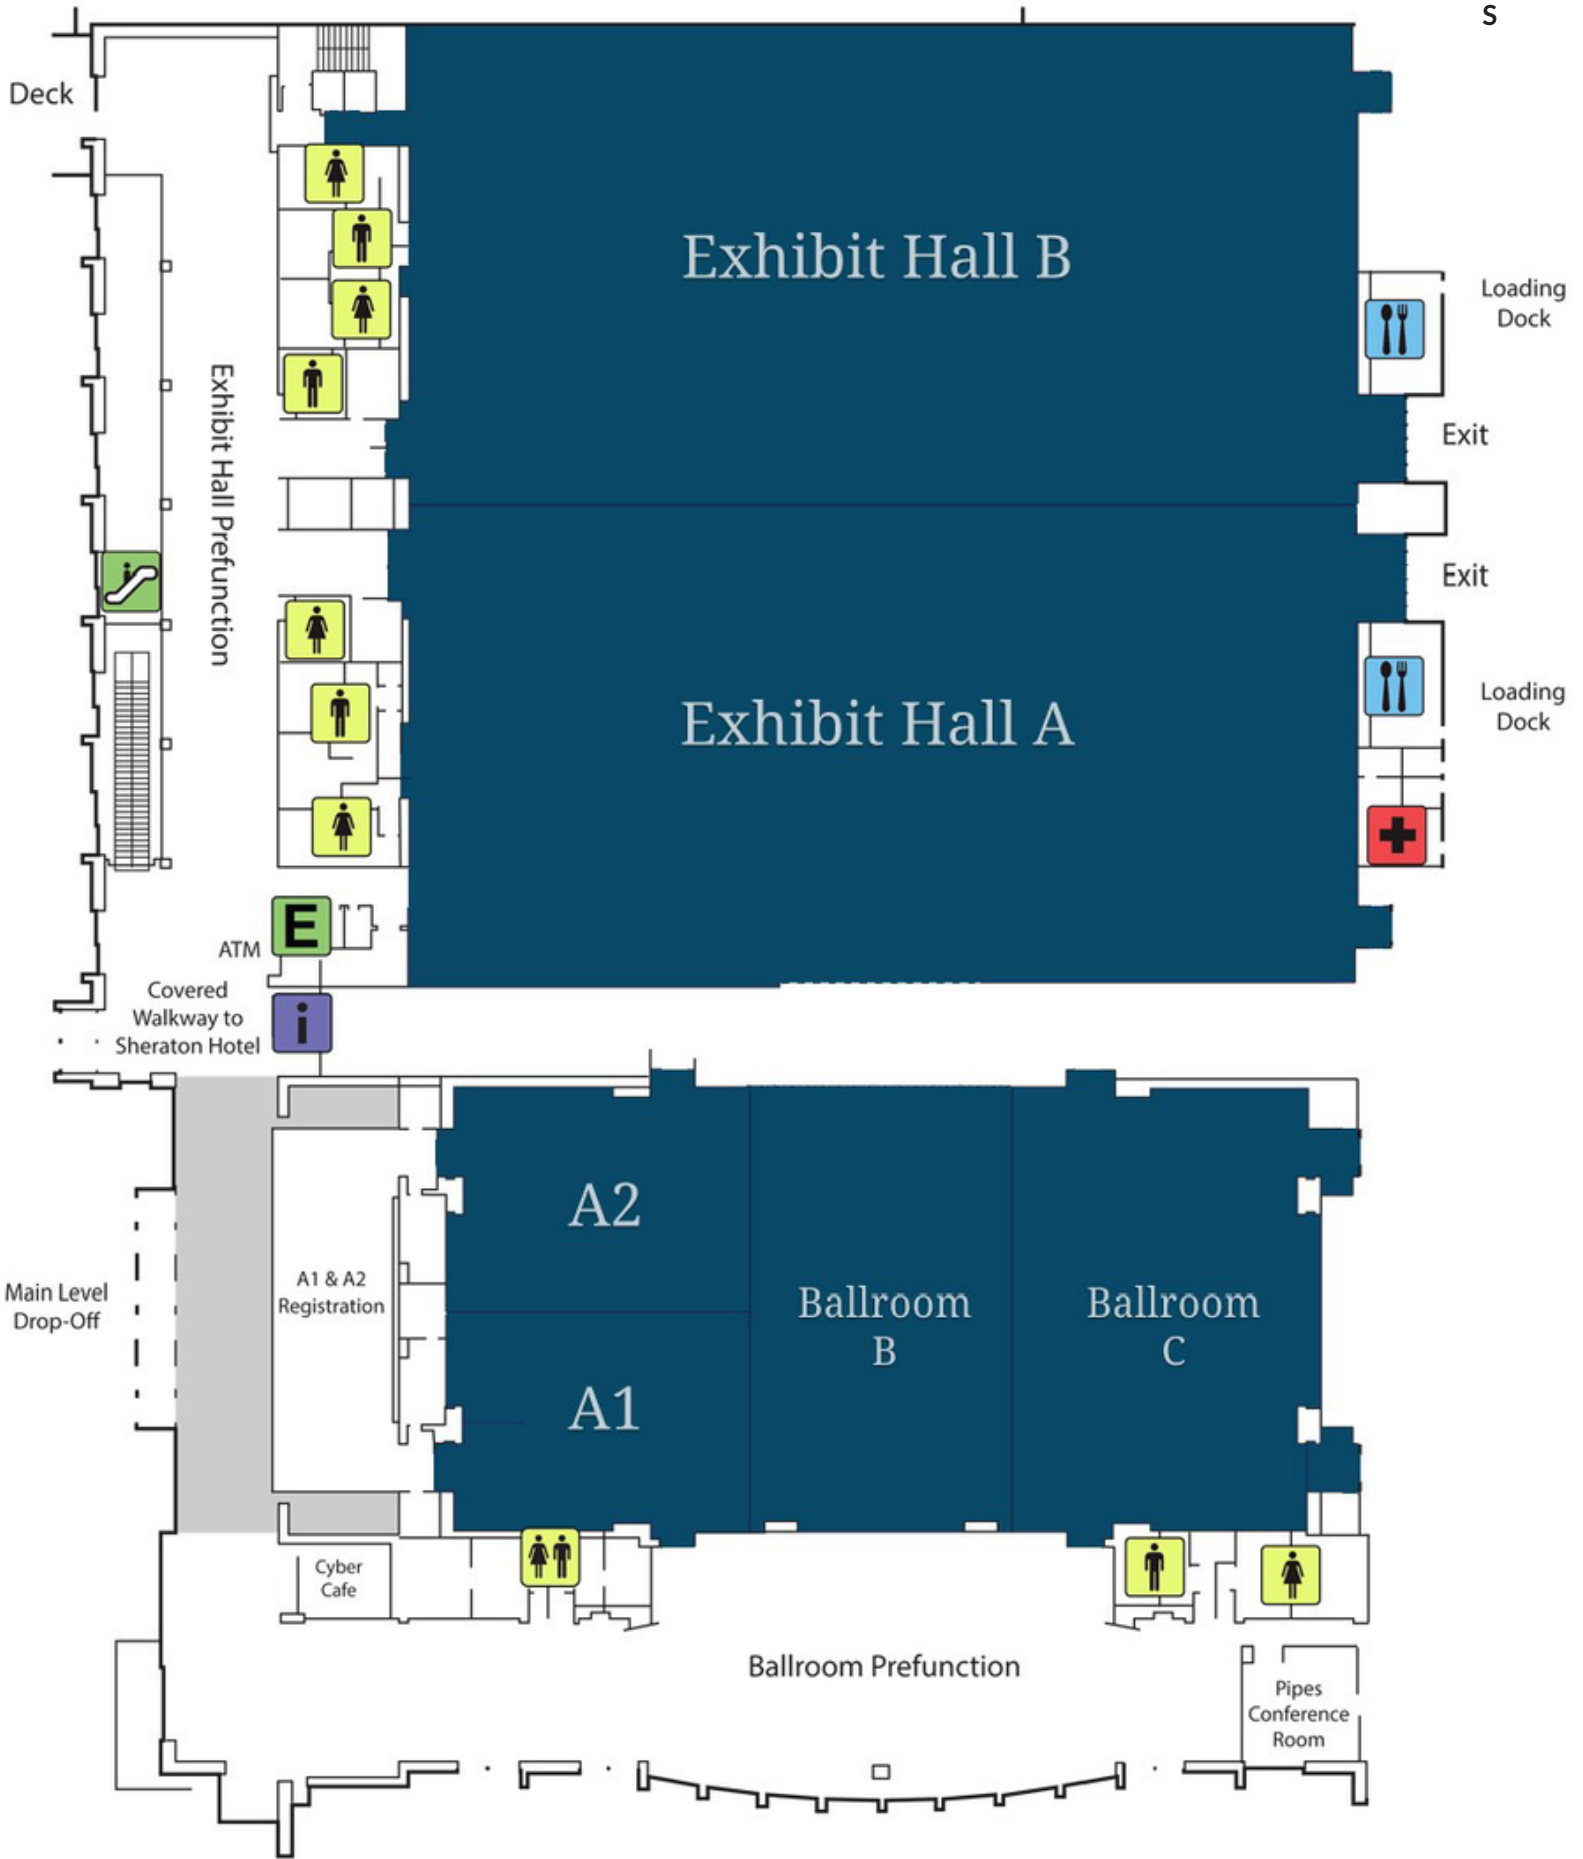 S
Deck
Exhibit Hall B
Loading
Dock
Exhibit Hall Prefunction
Exit
Exit
Exhibit Hall A
Loading
Dock
E
ATM
Covered
Walkway to
Sheraton Hotel
i
A2
A1 & A2
Registration
Main Level
Drop-Off
Ballroom
B
Ballroom
C
A1
Cyber
Cafe
Ballroom Prefunction
Pipes
Conference
Room